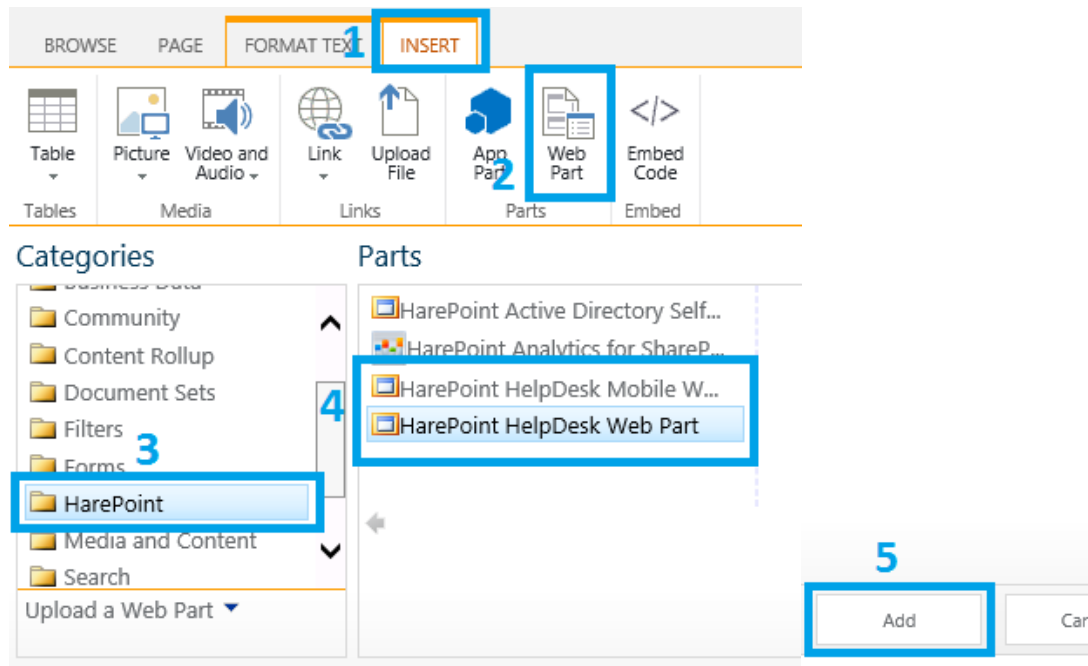 BROWSE PAGE FORMAT TEXT INSERT
1
Table Picture Video and Audio Link Upload File App Part Web Part Embed Code
2
Tables Media Links Parts Embed
Categories
Business Data
Community
Content Rollup
Document Sets
Filters
3
Forms
HarePoint
Media and Content
Search
Upload a Web Part
Parts
HarePoint Active Directory Self...
HarePoint Analytics for ShareP...
4
HarePoint HelpDesk Mobile W...
HarePoint HelpDesk Web Part
5
Add